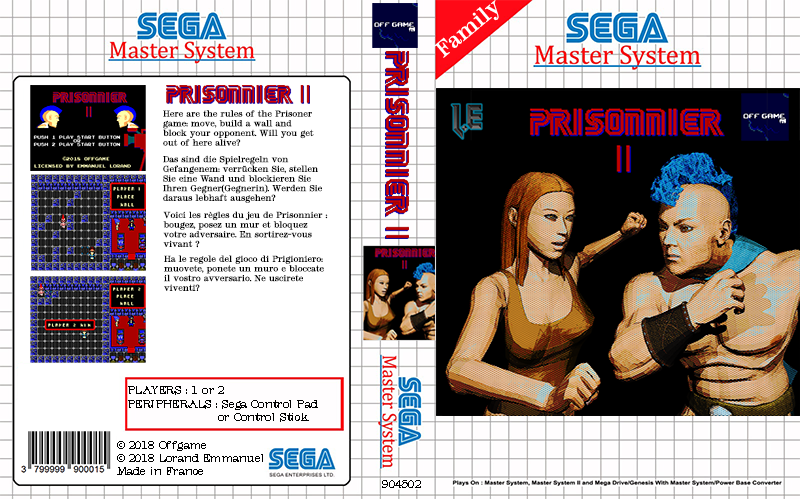 SEGA
Master System
PRISONNIER
II
PUSH 1 PLAY START BUTTON
OR
PUSH 2 PLAY START BUTTON
©2018 OFFGAME
LICENSED BY EMMANUEL LORAND
PLAYER 1
PLACE
WALL
PLAYER 2
PLACE
WALL
PLAYER 2 WIN
PRISONNIER II
Here are the rules of the Prisoner
game: move, build a wall and
block your opponent. Will you get
out of here alive?
Das sind die Spielregeln von
Gefangenem: verrücken Sie, stellen
Sie eine Wand und blockieren Sie
Ihren Gegner(Gegnerin). Werden Sie
daraus lebhaft ausgehen?
Voici les règles du jeu de Prisonnier :
bougez, posez un mur et bloquez
votre adversaire. En sortirez-vous
vivant ?
Ha le regole del gioco di Prigioniero:
muovete, ponete un muro e bloccate
il vostro avversario. Ne uscirete
viventi?
PLAYERS : 1 or 2
PERIPHERALS : Sega Control Pad
or Control Stick
3 799999 900015
© 2018 Offgame
© 2018 Lorand Emmanuel
Made in France
SEGA
SEGA ENTERPRISES LTD.
OFF GAME
PRISONNIER II
PRISONNIER
II
Master System
SEGA
904502
Family
SEGA
Master System
LE
PRISONNIER
II
OFF GAME
Plays On : Master System, Master System II and Mega Drive/Genesis With Master System/Power Base Converter